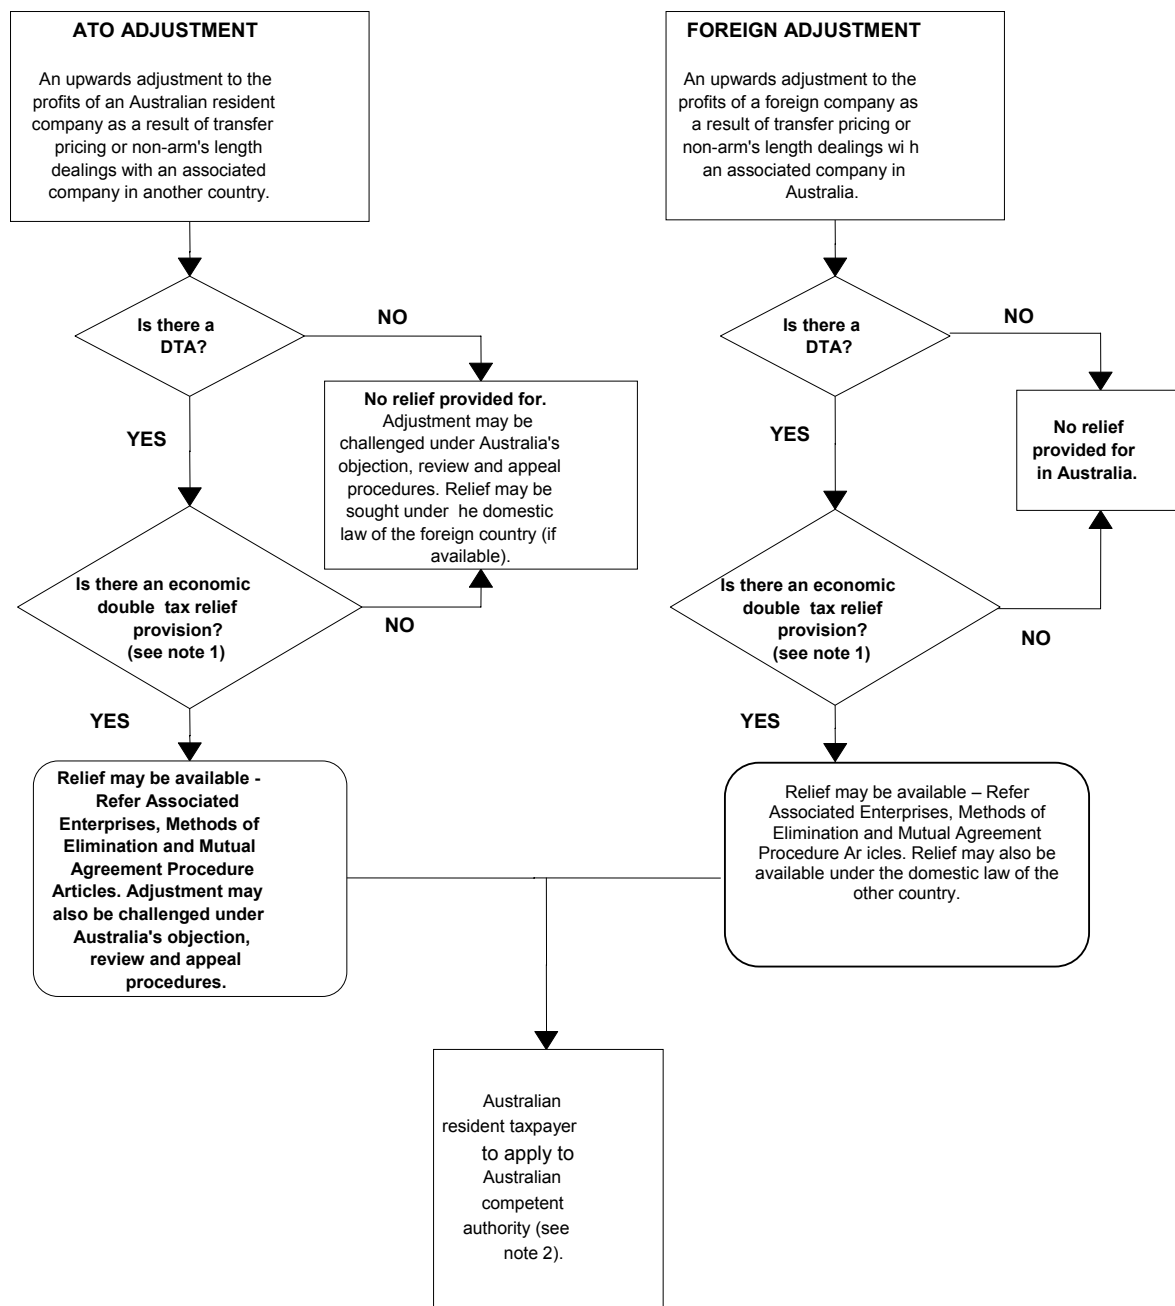 ATO ADJUSTMENT
An upwards adjustment to the
profits of an Australian resident
company as a result of transfer
pricing or non-arm's length
dealings with an associated
company in another country.
FOREIGN ADJUSTMENT
An upwards adjustment to the
profits of a foreign company as
a result of transfer pricing or
non-arm's length dealings wi h
an associated company in
Australia.
Is there a
DTA?
NO
YES
No relief provided for.
Adjustment may be
challenged under Australia's
objection, review and appeal
procedures. Relief may be
sought under he domestic
law of the foreign country (if
available).
Is there a
DTA?
NO
YES
No relief
provided for
in Australia.
Is there an economic
double tax relief
provision?
(see note 1)
NO
YES
Is there an economic
double tax relief
provision?
(see note 1)
NO
YES
Relief may be available -
Refer Associated
Enterprises, Methods of
Elimination and Mutual
Agreement Procedure
Articles. Adjustment may
also be challenged under
Australia's objection,
review and appeal
procedures.
Relief may be available – Refer
Associated Enterprises, Methods of
Elimination and Mutual Agreement
Procedure Ar icles. Relief may also be
available under the domestic law of the
other country.
Australian
resident taxpayer
to apply to
Australian
competent
authority (see
note 2).